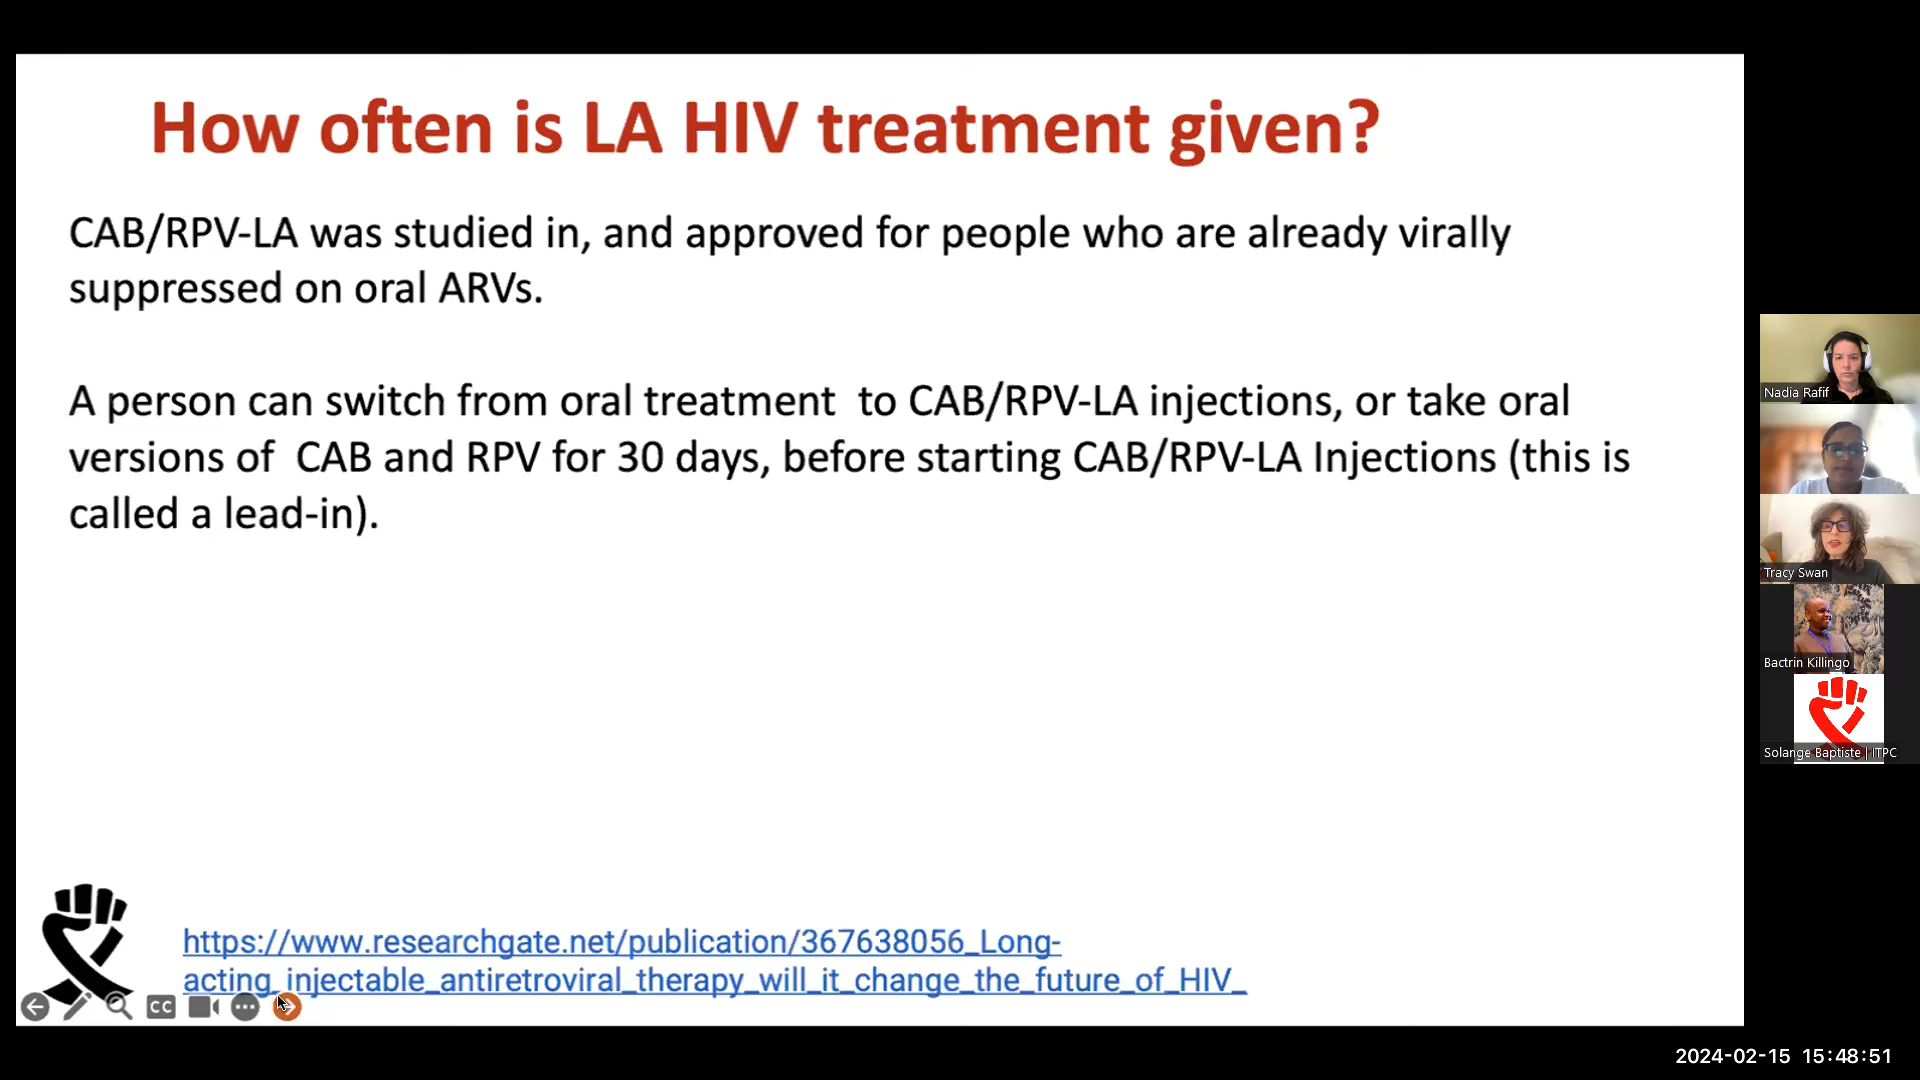 How often is LA HIV treatment given?
CAB/RPV-LA was studied in, and approved for people who are already virally
suppressed on oral ARVs.
A person can switch from oral treatment  to CAB/RPV-LA injections, or take oral
versions of  CAB and RPV for 30 days, before starting CAB/RPV-LA Injections (this is
called a lead-in).
https://www.researchgate.net/publication/367638056_Long-
acting_injectable_antiretroviral_therapy_will_it_change_the_future_of_HIV_
CC
Nadia Rafif
Tracy Swan
Bactrin Killingo
Solange Baptiste | ITPC
2024-02-15 15:48:51